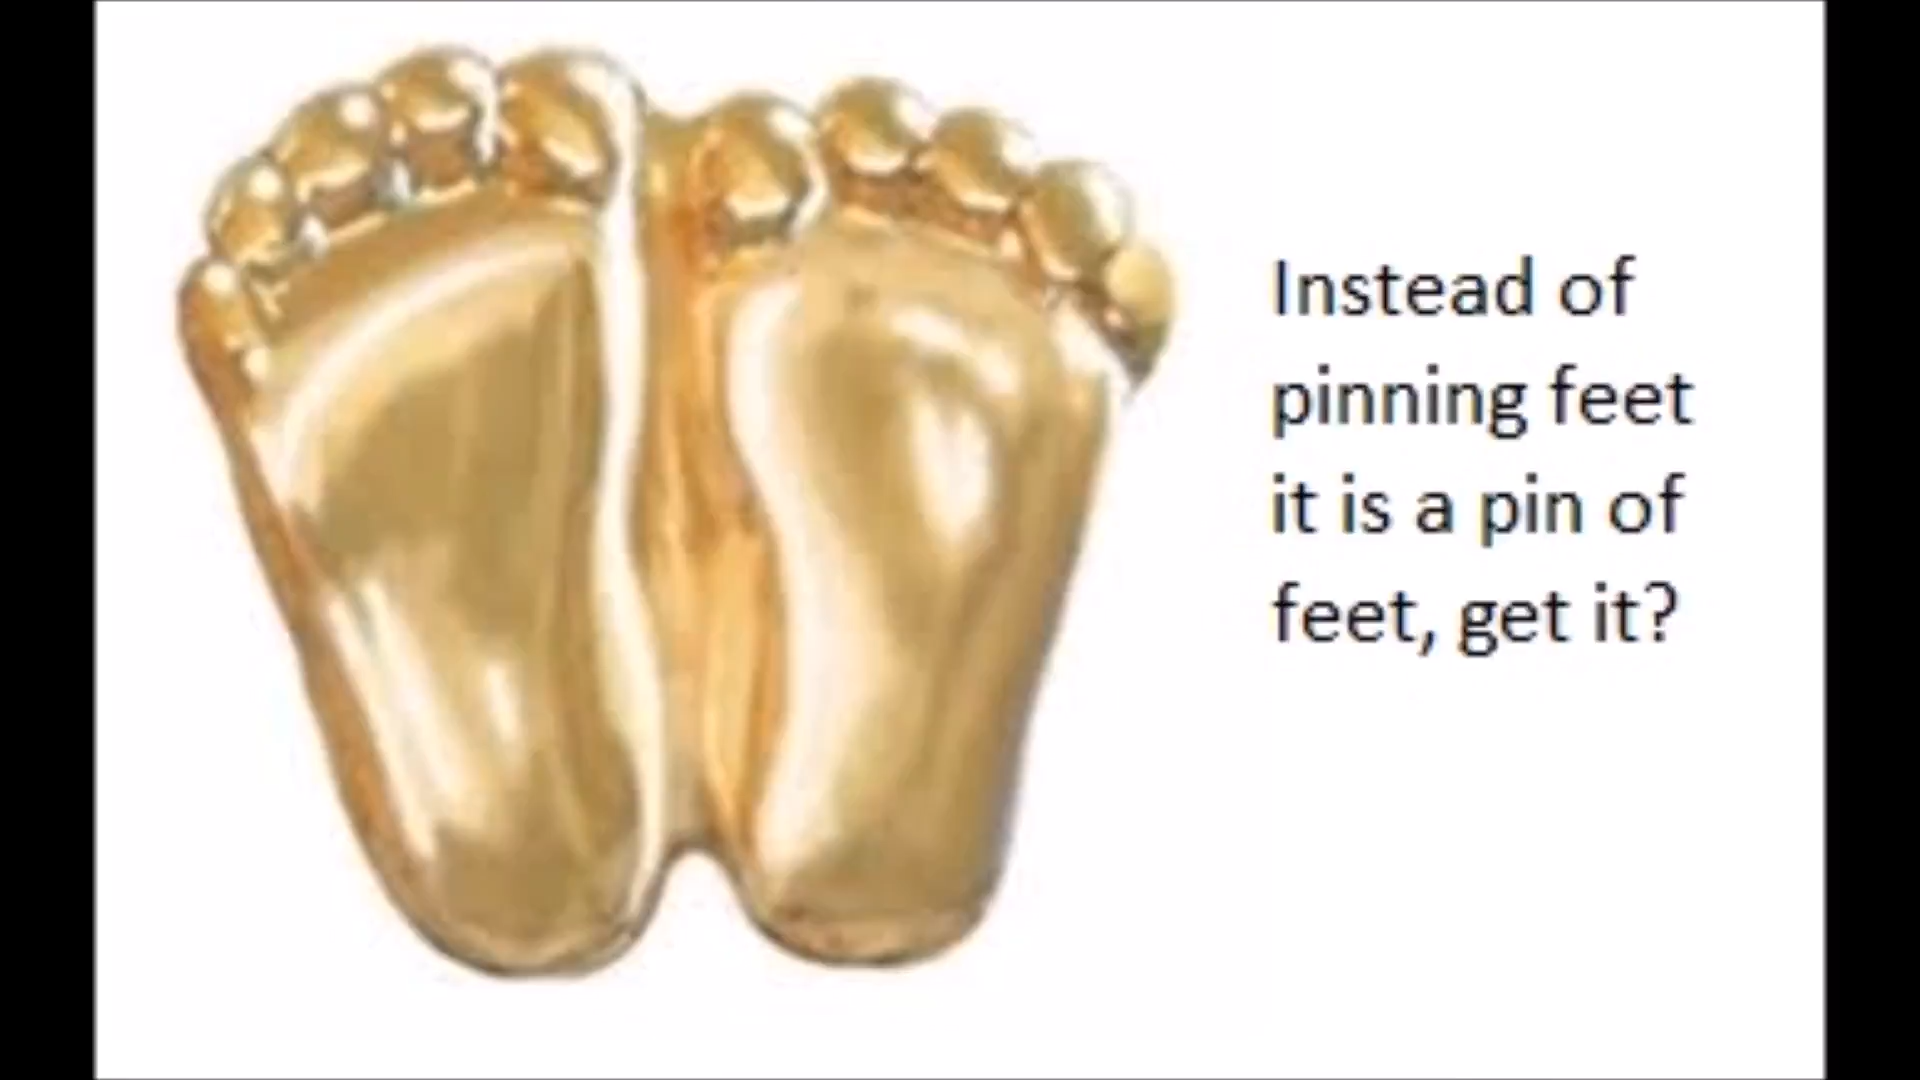 Instead of
pinning feet
it is a pin of
feet, get it?